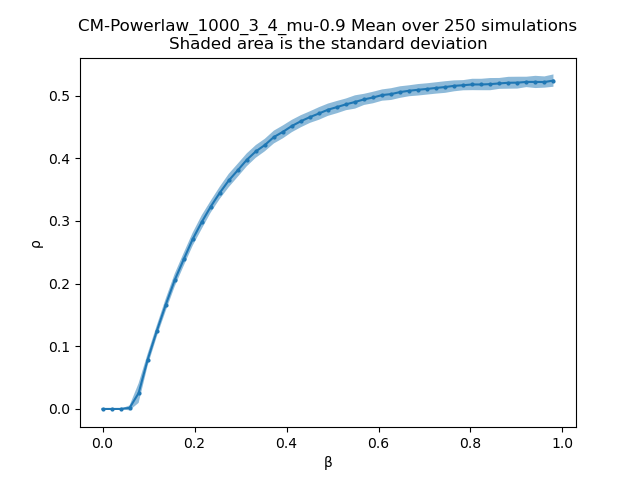 CM-Powerlaw_1000_3_4_mu-0.9 Mean over 250 simulations
Shaded area is the standard deviation
0.5
0.4
ρ
0.3
0.2
0.1
0.0
0.0 0.2 0.4 0.6 0.8 1.0
β